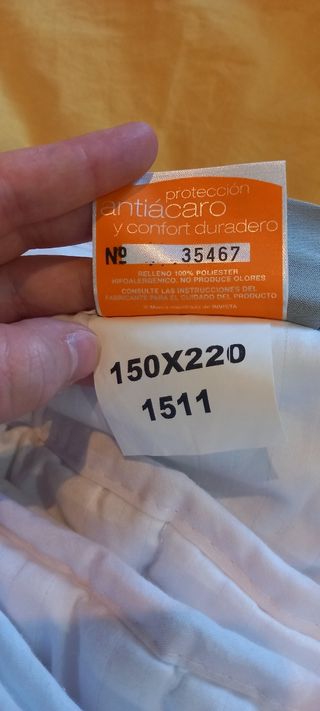 protección
antiácaro
y confort duradero
Nº 35467
RELLENO 100% POLIESTER
HIPOALERGENICO. NO PRODUCE OLORES
CONSULTE LAS INSTRUCCIONES DEL
FABRICANTE PARA EL CUIDADO DEL PRODUCTO
150X220
1511